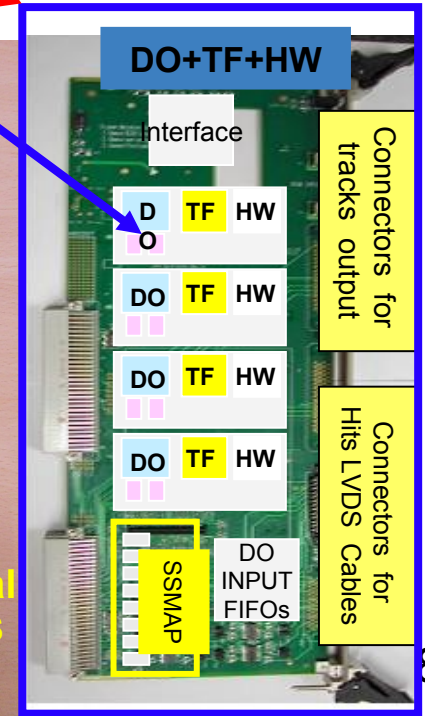 DO+TF+HW
Interface
Connectors for
tracks output
D
O
TF
HW
DO
TF
HW
DO
TF
HW
DO
TF
HW
Connectors for
Hits LVDS Cables
al
s
SSMAP
DO
INPUT
FIFOs